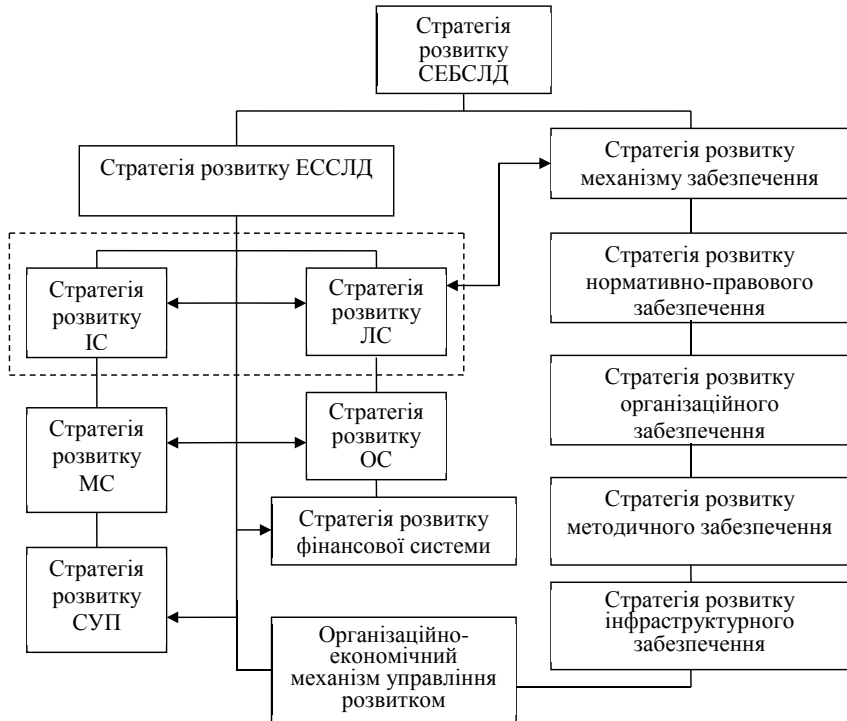 Стратегія
розвитку
СЕБСЛД
Стратегія розвитку ЕССЛД
Стратегія розвитку
механізму забезпечення
Стратегія
розвитку
ІС
Стратегія
розвитку
ЛС
Стратегія розвитку
нормативно-правового
забезпечення
Стратегія
розвитку
МС
Стратегія
розвитку
ОС
Стратегія розвитку
організаційного
забезпечення
Стратегія розвитку
фінансової системи
Стратегія розвитку
методичного забезпечення
Стратегія
розвитку
СУП
Організаційно-
економічний
механізм управління
розвитком
Стратегія розвитку
інфраструктурного
забезпечення